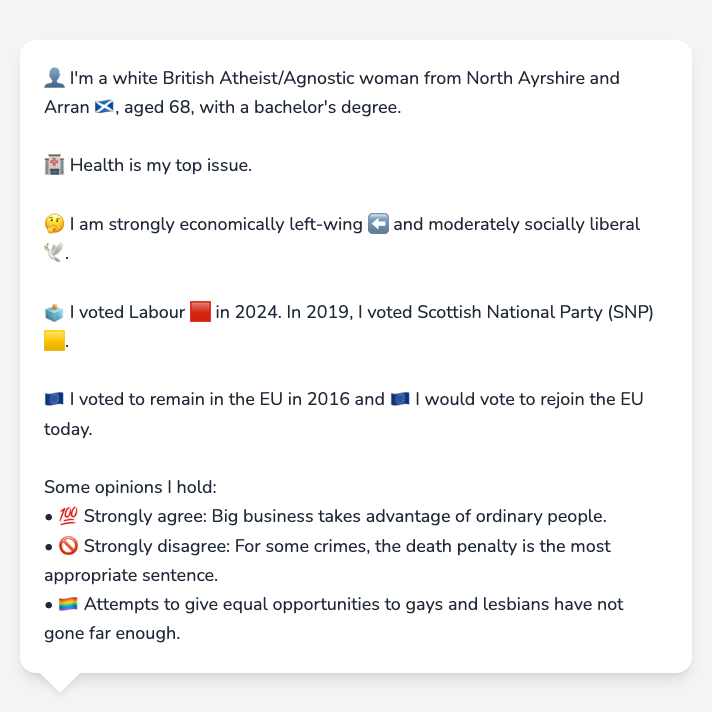 👤 I'm a white British Atheist/Agnostic woman from North Ayrshire and
Arran 🏴󠁧󠁢󠁳󠁣󠁴󠁿, aged 68, with a bachelor's degree.
🏥 Health is my top issue.
🤔 I am strongly economically left-wing ⬅️ and moderately socially liberal
🕊️.
🗳️ I voted Labour 🟥 in 2024. In 2019, I voted Scottish National Party (SNP)
🟨.
🇪🇺 I voted to remain in the EU in 2016 and 🇪🇺 I would vote to rejoin the EU
today.
Some opinions I hold:
• 💯 Strongly agree: Big business takes advantage of ordinary people.
• 🚫 Strongly disagree: For some crimes, the death penalty is the most
appropriate sentence.
• 🏳️‍🌈 Attempts to give equal opportunities to gays and lesbians have not
gone far enough.